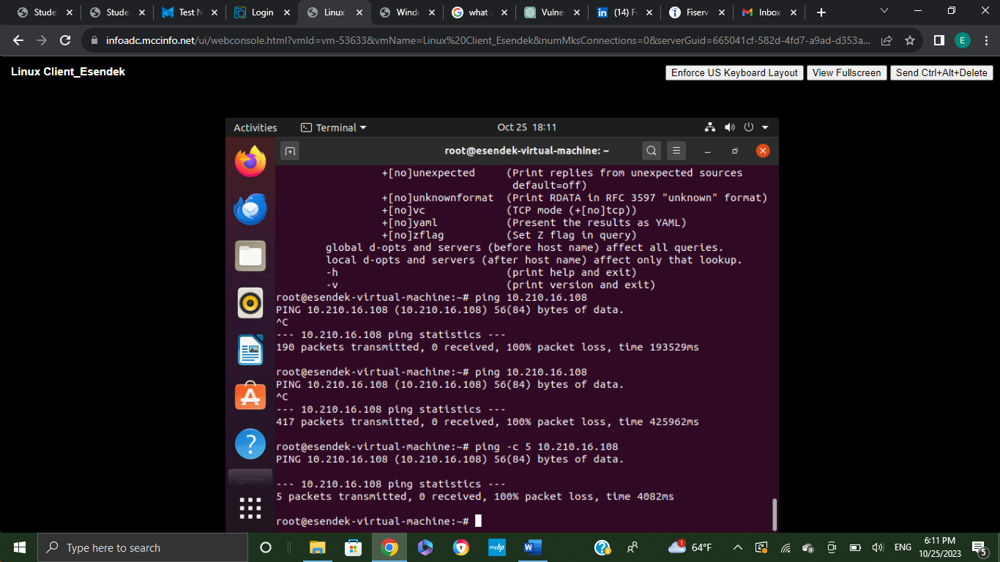 Stude
Stude
Test N
Login
Linux
Wind
what
Vulne
(14) F
Fiserv
Inbox
infoadc.mccinfo.net/ui/webconsole.html?vmId=vm-53633&vmName=Linux%20Client_Esendek&numMksConnections=0&serverGuid=665041cf-582d-4fd7-a9ad-d353a...
E
Linux Client_Esendek
Enforce US Keyboard Layout
View Fullscreen
Send Ctrl+Alt+Delete
Activities
Terminal
Oct 25 18:11
root@esendek-virtual-machine: ~
+[no]unexpected (Print replies from unexpected sources
default=off)
+[no]unknownformat (Print RDATA in RFC 3597 "unknown" format)
+[no]vc (TCP mode (+[no]tcp))
+[no]yaml (Present the results as YAML)
+[no]zflag (Set Z flag in query)
global d-opts and servers (before host name) affect all queries.
local d-opts and servers (after host name) affect only that lookup.
-h (print help and exit)
-v (print version and exit)
root@esendek-virtual-machine:~# ping 10.210.16.108
PING 10.210.16.108 (10.210.16.108) 56(84) bytes of data.
^C
--- 10.210.16.108 ping statistics ---
190 packets transmitted, 0 received, 100% packet loss, time 193529ms
root@esendek-virtual-machine:~# ping 10.210.16.108
PING 10.210.16.108 (10.210.16.108) 56(84) bytes of data.
^C
--- 10.210.16.108 ping statistics ---
417 packets transmitted, 0 received, 100% packet loss, time 425962ms
root@esendek-virtual-machine:~# ping -c 5 10.210.16.108
PING 10.210.16.108 (10.210.16.108) 56(84) bytes of data.
--- 10.210.16.108 ping statistics ---
5 packets transmitted, 0 received, 100% packet loss, time 4082ms
root@esendek-virtual-machine:~#
Type here to search
myhp
1
64°F
ENG
6:11 PM
10/25/2023
5